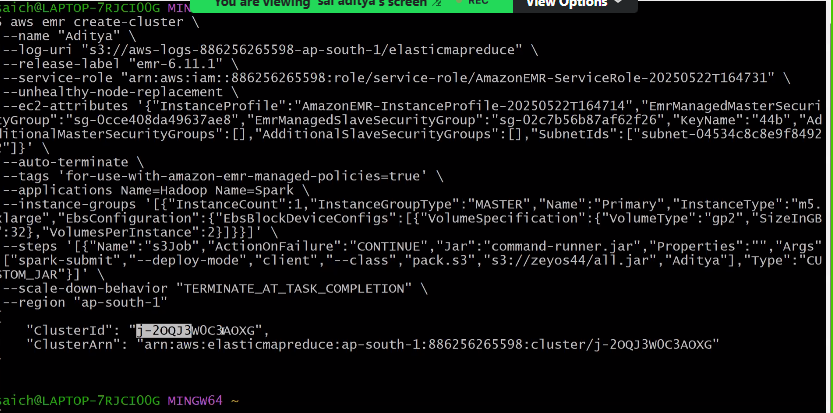 saich@LAPTOP-7RJCIO0G MINGW64
You are viewing sai aditya's screen
REC
View Options
$ aws emr create-cluster \
--name "Aditya" \
--log-uri "s3://aws-logs-886256265598-ap-south-1/elasticmapreduce" \
--release-label "emr-6.11.1" \
--service-role "arn:aws:iam::886256265598:role/service-role/AmazonEMR-ServiceRole-20250522T164731" \
--unhealthy-node-replacement \
--ec2-attributes '{"InstanceProfile":"AmazonEMR-InstanceProfile-20250522T164714","EmrManagedMasterSecuri
tyGroup":"sg-0cce408da49637ae8","EmrManagedSlaveSecurityGroup":"sg-02c7b56b87af62f26","KeyName":"44b","Ad
ditionalMasterSecurityGroups":[],"AdditionalSlaveSecurityGroups":[],"SubnetIds":["subnet-04534c8c8e9f8492
2"]}' \
--auto-terminate \
--tags 'for-use-with-amazon-emr-managed-policies=true' \
--applications Name=Hadoop Name=Spark \
--instance-groups '[{"InstanceCount":1,"InstanceGroupType":"MASTER","Name":"Primary","InstanceType":"m5.
xlarge","EbsConfiguration":{"EbsBlockDeviceConfigs":[{"VolumeSpecification":{"VolumeType":"gp2","SizeInGB
":32},"VolumesPerInstance":2}]}}]' \
--steps '[{"Name":"s3Job","ActionOnFailure":"CONTINUE","Jar":"command-runner.jar","Properties":"","Args"
:["spark-submit","--deploy-mode","client","--class","pack.s3","s3://zeyos44/all.jar","Aditya"],"Type":"CU
STOM_JAR"}]' \
--scale-down-behavior "TERMINATE_AT_TASK_COMPLETION" \
--region "ap-south-1"
{
"ClusterId": "j-2OQJ3W0C3AOXG",
"ClusterArn": "arn:aws:elasticmapreduce:ap-south-1:886256265598:cluster/j-2OQJ3W0C3AOXG"
}
saich@LAPTOP-7RJCIO0G MINGW64 ~